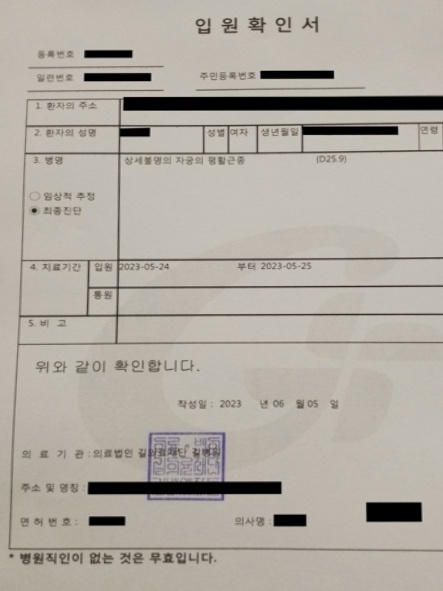 입원확인서
등록번호
일련번호 주민등록번호
1. 환자의 주소
2. 환자의 성명 성별 여자 생년월일 연령
3. 병명 상세불명의 자궁의 평활근종 (D25.9)
○ 임상적 추정
◉ 최종진단
4. 치료기간 입원 2023-05-24 부터 2023-05-25
통원
5. 비 고
위와 같이 확인합니다.
작성일 : 2023 년 06 월 05 일
의 료 기 관 : 의료법인 길의료재단 길병원
주소 및 명칭 :
면 허 번 호 : 의사명 :
* 병원직인이 없는 것은 무효입니다.